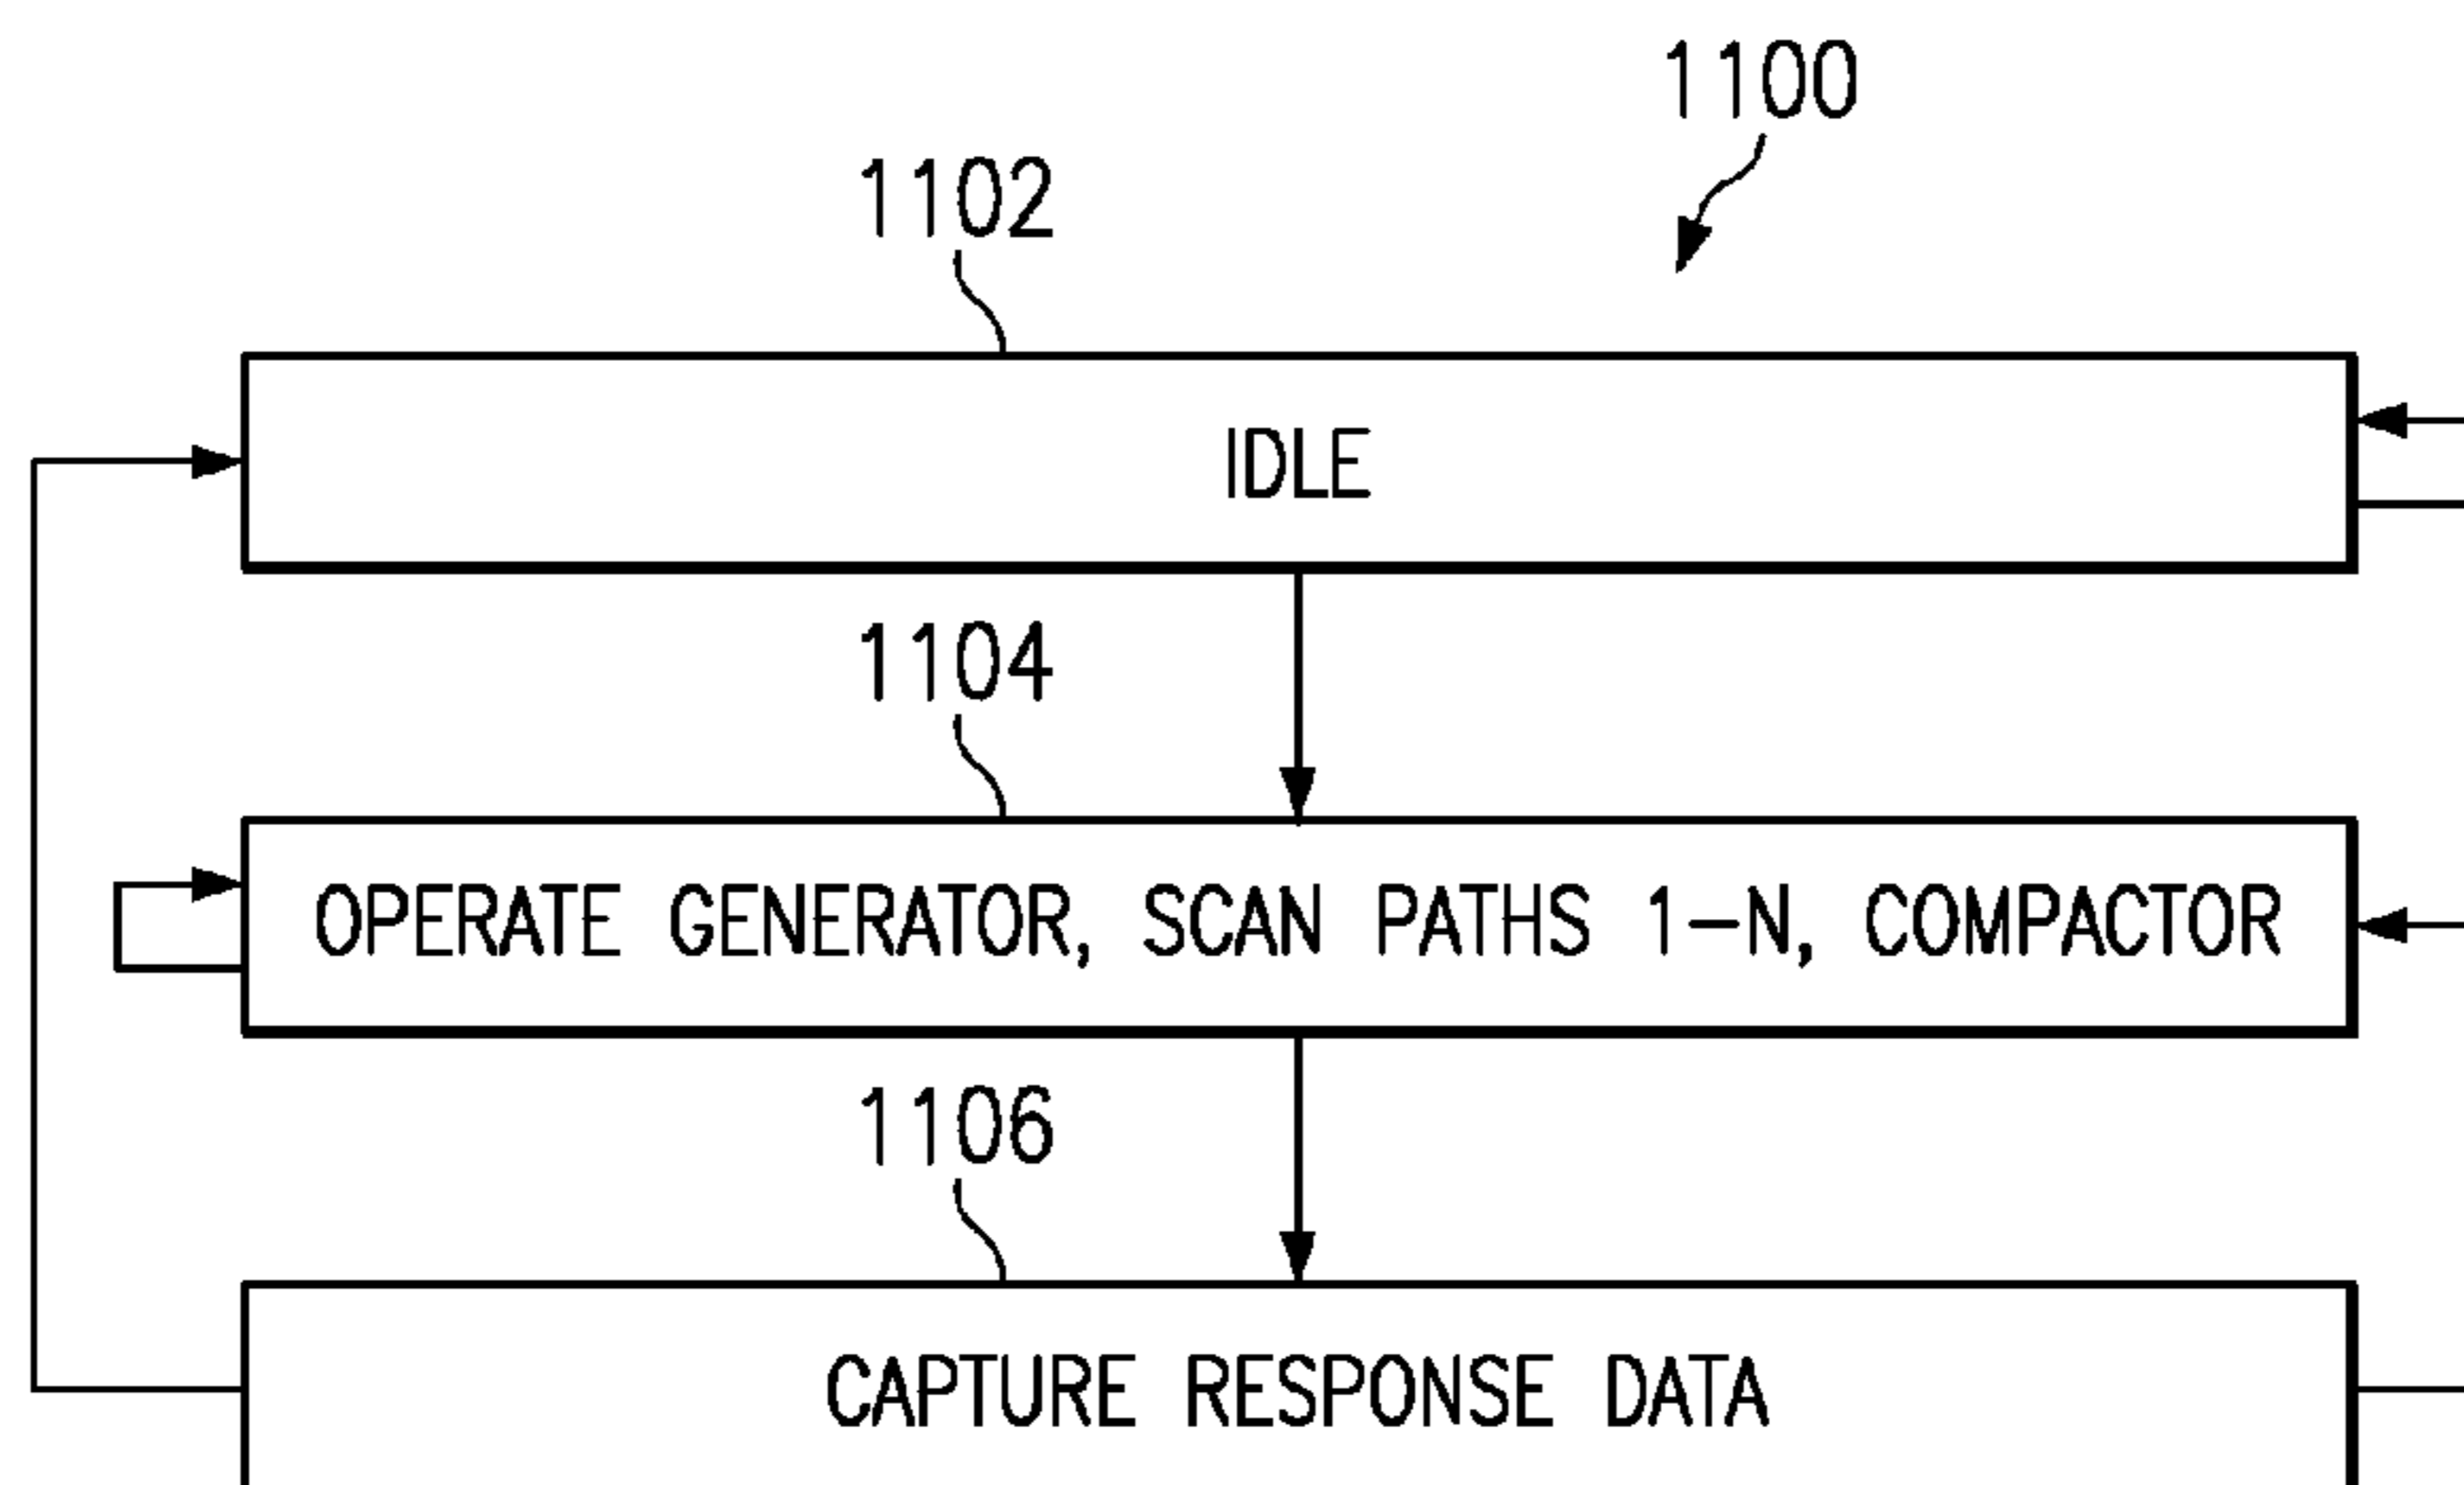 1100
1102
IDLE
1104
OPERATE GENERATOR, SCAN PATHS 1-N, COMPACTOR
1106
CAPTURE RESPONSE DATA